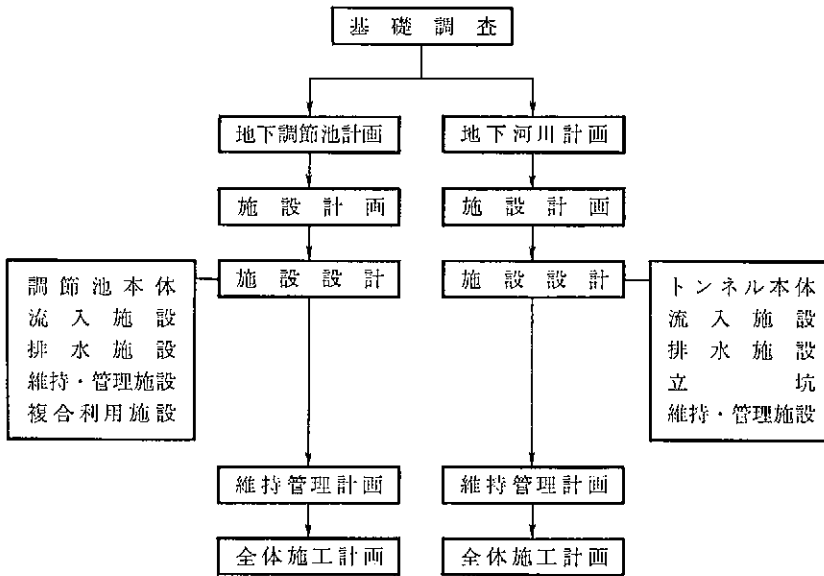 基礎調査
地下調節池計画
地下河川計画
施設計画
施設計画
施設設計
施設設計
調節池本体
流入施設
排水施設
維持・管理施設
複合利用施設
トンネル本体
流入施設
排水施設
立坑
維持・管理施設
維持管理計画
維持管理計画
全体施工計画
全体施工計画